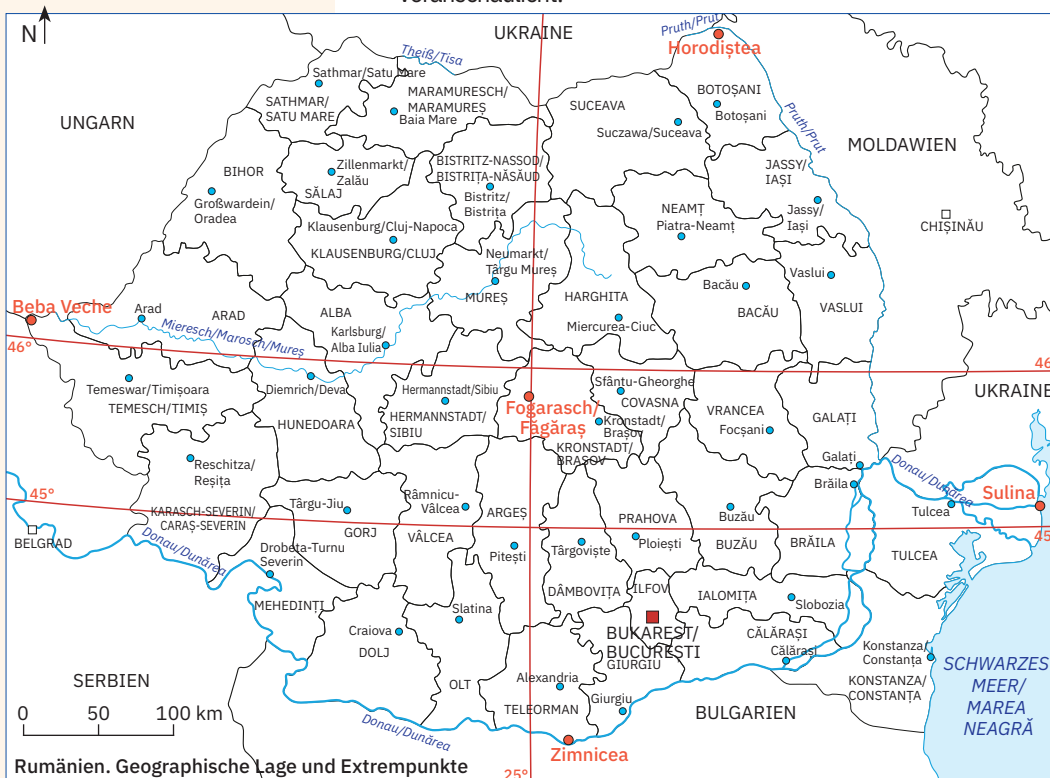 N
UKRAINE
Pruth/Prut
Horodiștea
Theiß/Tisa
Sathmar/Satu Mare
SATHMAR/
SATU MARE
MARAMURESCH/
MARAMUREȘ
Baia Mare
SUCEAVA
Suczawa/Suceava
BOTOȘANI
Botoșani
Pruth/Prut
UNGARN
MOLDAWIEN
BIHOR
Großwardein/
Oradea
Zillenmarkt/
Zalău
SĂLAJ
BISTRITZ-NASSOD/
BISTRIȚA-NĂSĂUD
Bistritz/
Bistrița
JASSY/
IAȘI
Jassy/
Iași
NEAMȚ
Piatra-Neamț
CHIȘINĂU
Klausenburg/Cluj-Napoca
KLAUSENBURG/CLUJ
Neumarkt/
Târgu Mureș
MUREȘ
HARGHITA
Miercurea-Ciuc
Bacău
BACĂU
Vaslui
VASLUI
Beba Veche
Arad
ARAD
Mieresch/Marosch/Mureș
ALBA
Karlsburg/
Alba Iulia
46°
46
UKRAINE
Temeswar/Timișoara
TEMESCH/TIMIȘ
Diemrich/Deva
HUNEDOARA
Hermannstadt/Sibiu
HERMANNSTADT/
SIBIU
Fogarasch/
Făgăraș
Sfântu-Gheorghe
COVASNA
Kronstadt/
Brașov
KRONSTADT/
BRAȘOV
VRANCEA
Focșani
GALAȚI
Galați
Reschitza/
Reșița
KARASCH-SEVERIN/
CARAȘ-SEVERIN
45°
Târgu-Jiu
GORJ
Râmnicu-
Vâlcea
VÂLCEA
ARGEȘ
Pitești
PRAHOVA
Ploiești
Buzău
BUZĂU
Brăila
BRĂILA
Donau/Dunărea
Tulcea
TULCEA
Sulina
45
BELGRAD
Donau/Dunărea
Drobeta-Turnu
Severin
MEHEDINȚI
Târgoviște
DÂMBOVIȚA
ILFOV
IALOMIȚA
Slobozia
Slatina
Craiova
DOLJ
BUKAREST/
BUCUREȘTI
CĂLĂRAȘI
Călărași
GIURGIU
Giurgiu
Konstanza/
Constanța
KONSTANZA/
CONSTANȚA
SCHWARZES
MEER/
MAREA
NEAGRĂ
SERBIEN
OLT
Alexandria
TELEORMAN
BULGARIEN
0 50 100 km
Donau/Dunărea
Zimnicea
25°
Rumänien. Geographische Lage und Extrempunkte